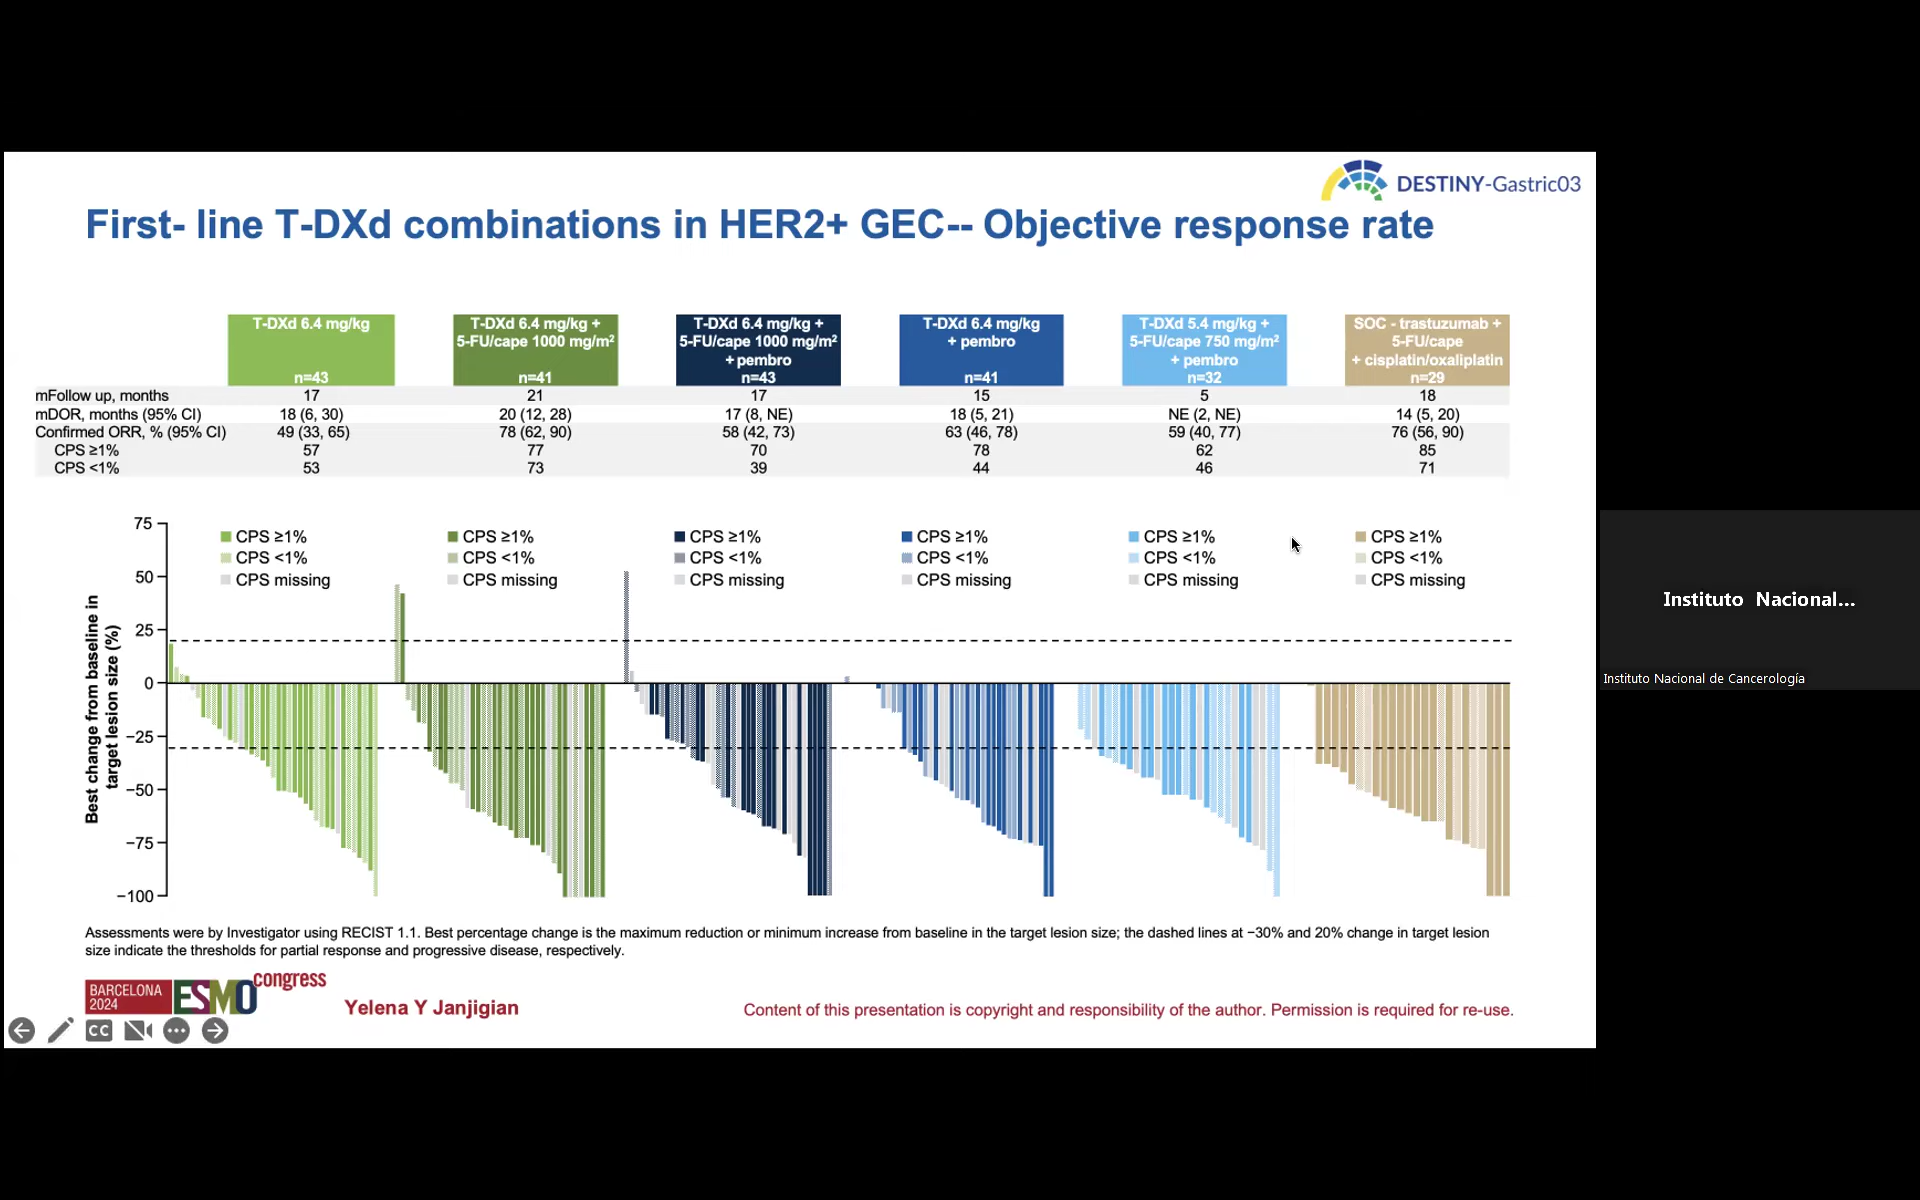 DESTINY-Gastric03
First- line T-DXd combinations in HER2+ GEC-- Objective response rate
T-DXd 6.4 mg/kg
n=43
T-DXd 6.4 mg/kg +
5-FU/cape 1000 mg/m²
n=41
T-DXd 6.4 mg/kg +
5-FU/cape 1000 mg/m²
+ pembro
n=43
T-DXd 6.4 mg/kg
+ pembro
n=41
T-DXd 5.4 mg/kg +
5-FU/cape 750 mg/m²
+ pembro
n=32
SOC - trastuzumab +
5-FU/cape
+ cisplatin/oxaliplatin
n=29
mFollow up, months 17 21 17 15 5 18
mDOR, months (95% CI) 18 (6, 30) 20 (12, 28) 17 (8, NE) 18 (5, 21) NE (2, NE) 14 (5, 20)
Confirmed ORR, % (95% CI) 49 (33, 65) 78 (62, 90) 58 (42, 73) 63 (46, 78) 59 (40, 77) 76 (56, 90)
CPS ≥1% 57 77 70 78 62 85
CPS <1% 53 73 39 44 46 71
Best change from baseline in
target lesion size (%)
75
50
25
0
−25
−50
−75
−100
CPS ≥1%
CPS <1%
CPS missing
CPS ≥1%
CPS <1%
CPS missing
CPS ≥1%
CPS <1%
CPS missing
CPS ≥1%
CPS <1%
CPS missing
CPS ≥1%
CPS <1%
CPS missing
CPS ≥1%
CPS <1%
CPS missing
Assessments were by Investigator using RECIST 1.1. Best percentage change is the maximum reduction or minimum increase from baseline in the target lesion size; the dashed lines at −30% and 20% change in target lesion
size indicate the thresholds for partial response and progressive disease, respectively.
BARCELONA
2024
ESMO congress
Yelena Y Janjigian
Content of this presentation is copyright and responsibility of the author. Permission is required for re-use.
CC
Instituto Nacional...
Instituto Nacional de Cancerología